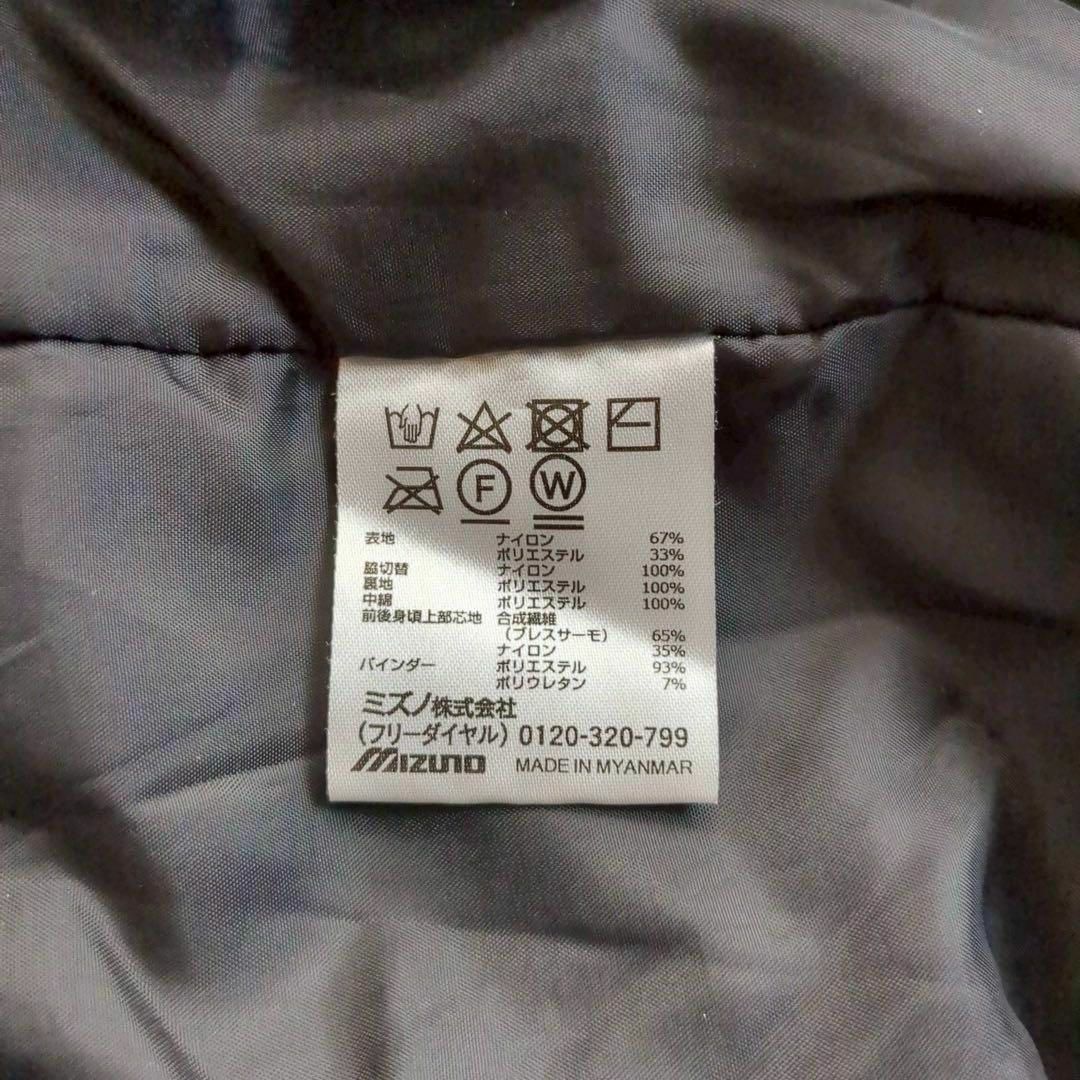 F W
表地 ナイロン 67%
ポリエステル 33%
脇切替 ナイロン 100%
裏地 ポリエステル 100%
中綿 ポリエステル 100%
前後身頃上部芯地 合成繊維
(ブレスサーモ) 65%
ナイロン 35%
バインダー ポリエステル 93%
ポリウレタン 7%
ミズノ株式会社
(フリーダイヤル) 0120-320-799
MIZUNO MADE IN MYANMAR